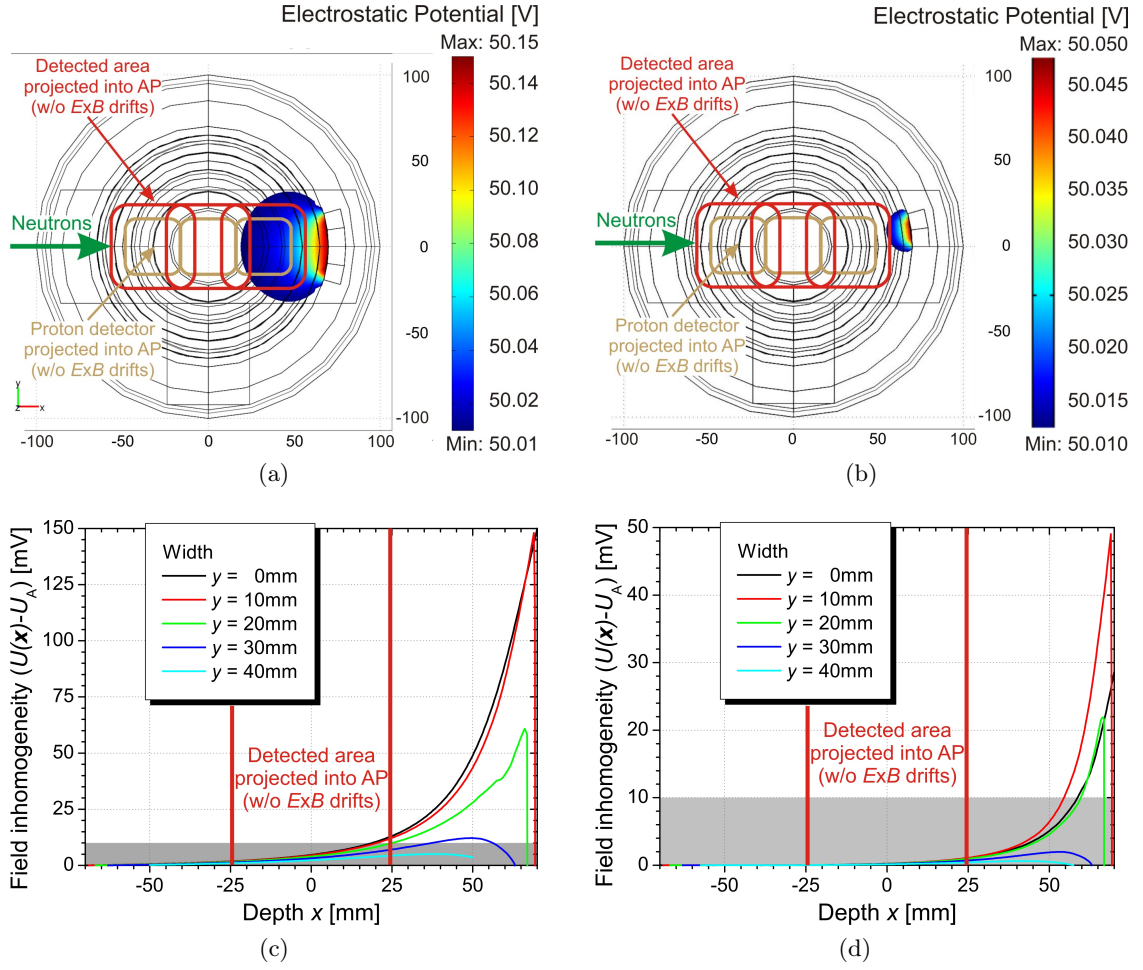 Electrostatic Potential [V]
Max: 50.15
50.12
50.10
50.08
50.06
50.04
50.02
Min: 50.01
Detected area
projected into AP
(w/o ExB drifts)
Neutrons
Proton detector
projected into AP
(w/o ExB drifts)
100
50
0
-50
-100
y
z
x
-100
-50
0
50
100
(a)
Electrostatic Potential [V]
Max: 50.050
50.045
50.040
50.035
50.030
50.025
50.020
50.015
Min: 50.010
Detected area
projected into AP
(w/o ExB drifts)
Neutrons
Proton detector
projected into AP
(w/o ExB drifts)
100
50
0
-50
-100
-100
-50
0
50
100
(b)
Field inhomogeneity (U(x)-U_A) [mV]
150
125
100
75
50
25
0
Width
y = 0mm
y = 10mm
y = 20mm
y = 30mm
y = 40mm
Detected area
projected into AP
(w/o ExB drifts)
-50
-25
0
25
50
Depth x [mm]
(c)
Field inhomogeneity (U(x)-U_A) [mV]
50
40
30
20
10
0
Width
y = 0mm
y = 10mm
y = 20mm
y = 30mm
y = 40mm
Detected area
projected into AP
(w/o ExB drifts)
-50
-25
0
25
50
Depth x [mm]
(d)